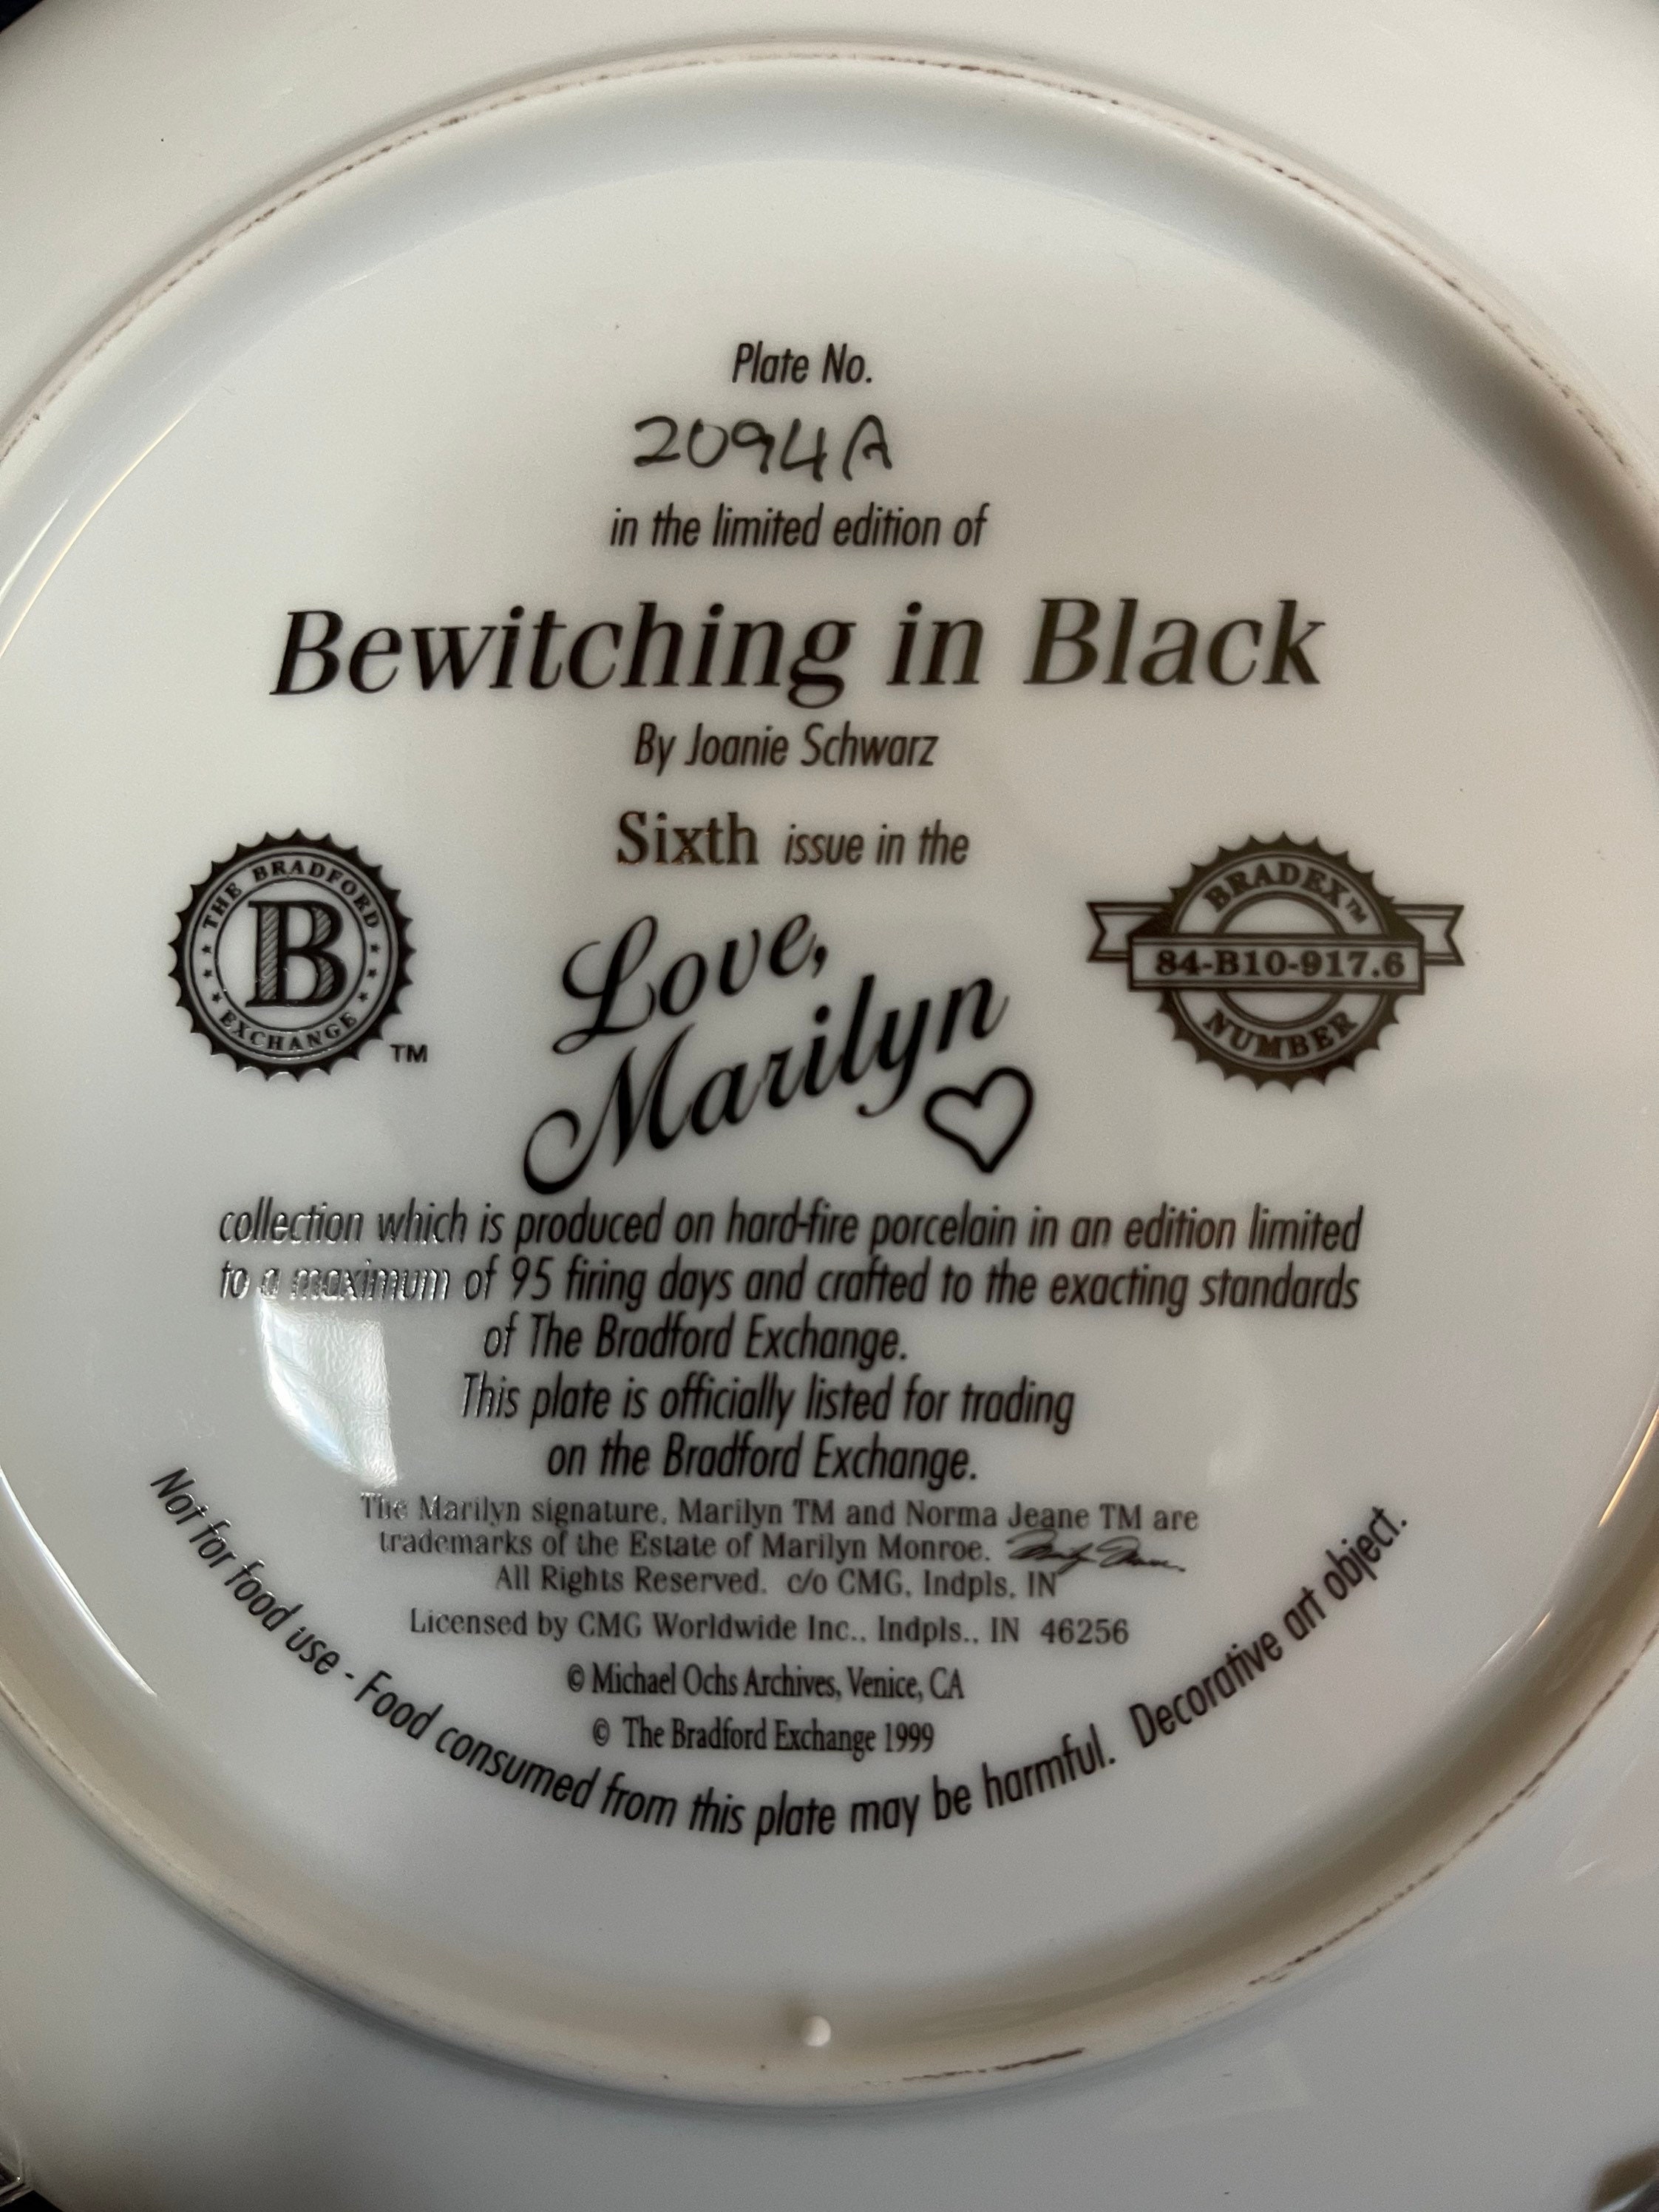 Plate No.
2094A
in the limited edition of
Bewitching in Black
By Joanie Schwarz
Sixth issue in the
THE BRADFORD
B
EXCHANGE
TM
Love,
Marilyn
BRADEX™
84-B10-917.6
NUMBER
collection which is produced on hard-fire porcelain in an edition limited
to a maximum of 95 firing days and crafted to the exacting standards
of The Bradford Exchange.
This plate is officially listed for trading
on the Bradford Exchange.
The Marilyn signature, Marilyn TM and Norma Jeane TM are
trademarks of the Estate of Marilyn Monroe. Marilyn Monroe
All Rights Reserved. c/o CMG, Indpls, IN
Licensed by CMG Worldwide Inc., Indpls., IN 46256
© Michael Ochs Archives, Venice, CA
© The Bradford Exchange 1999
Not for food use - Food consumed from this plate may be harmful. Decorative art object.